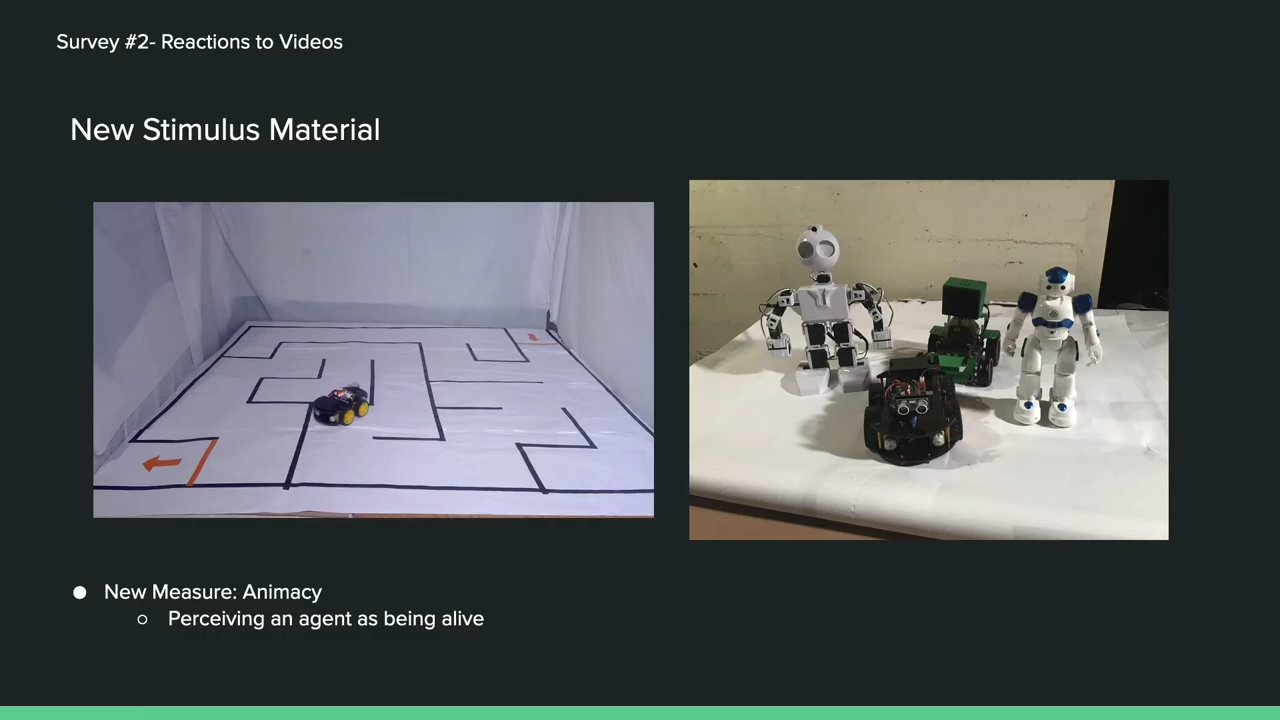 Survey #2- Reactions to Videos
New Stimulus Material
● New Measure: Animacy
○ Perceiving an agent as being alive